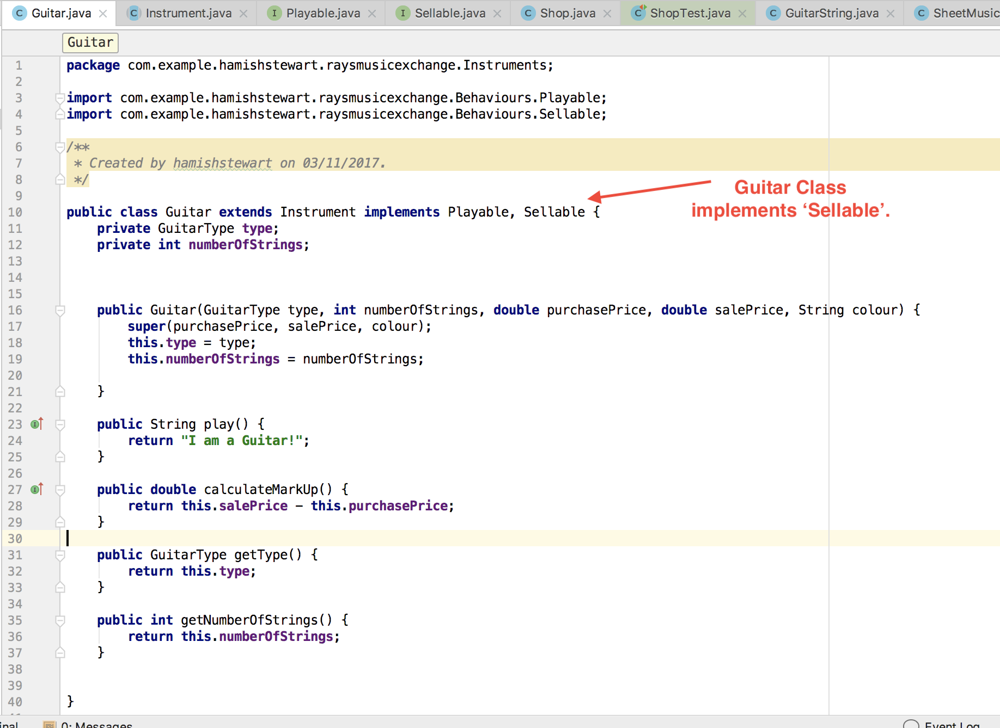 Guitar.java Instrument.java Playable.java Sellable.java Shop.java ShopTest.java GuitarString.java SheetMusic
Guitar
1 package com.example.hamishstewart.raysmusicexchange.Instruments;
2
3 import com.example.hamishstewart.raysmusicexchange.Behaviours.Playable;
4 import com.example.hamishstewart.raysmusicexchange.Behaviours.Sellable;
5
6 /**
7 * Created by hamishstewart on 03/11/2017.
8 */
9
Guitar Class
implements ‘Sellable’.
10 public class Guitar extends Instrument implements Playable, Sellable {
11 private GuitarType type;
12 private int numberOfStrings;
13
14
15
16 public Guitar(GuitarType type, int numberOfStrings, double purchasePrice, double salePrice, String colour) {
17 super(purchasePrice, salePrice, colour);
18 this.type = type;
19 this.numberOfStrings = numberOfStrings;
20
21 }
22
23 public String play() {
24 return "I am a Guitar!";
25 }
26
27 public double calculateMarkUp() {
28 return this.salePrice - this.purchasePrice;
29 }
30
31 public GuitarType getType() {
32 return this.type;
33 }
34
35 public int getNumberOfStrings() {
36 return this.numberOfStrings;
37 }
38
39
40 }
0: Messages Event Log